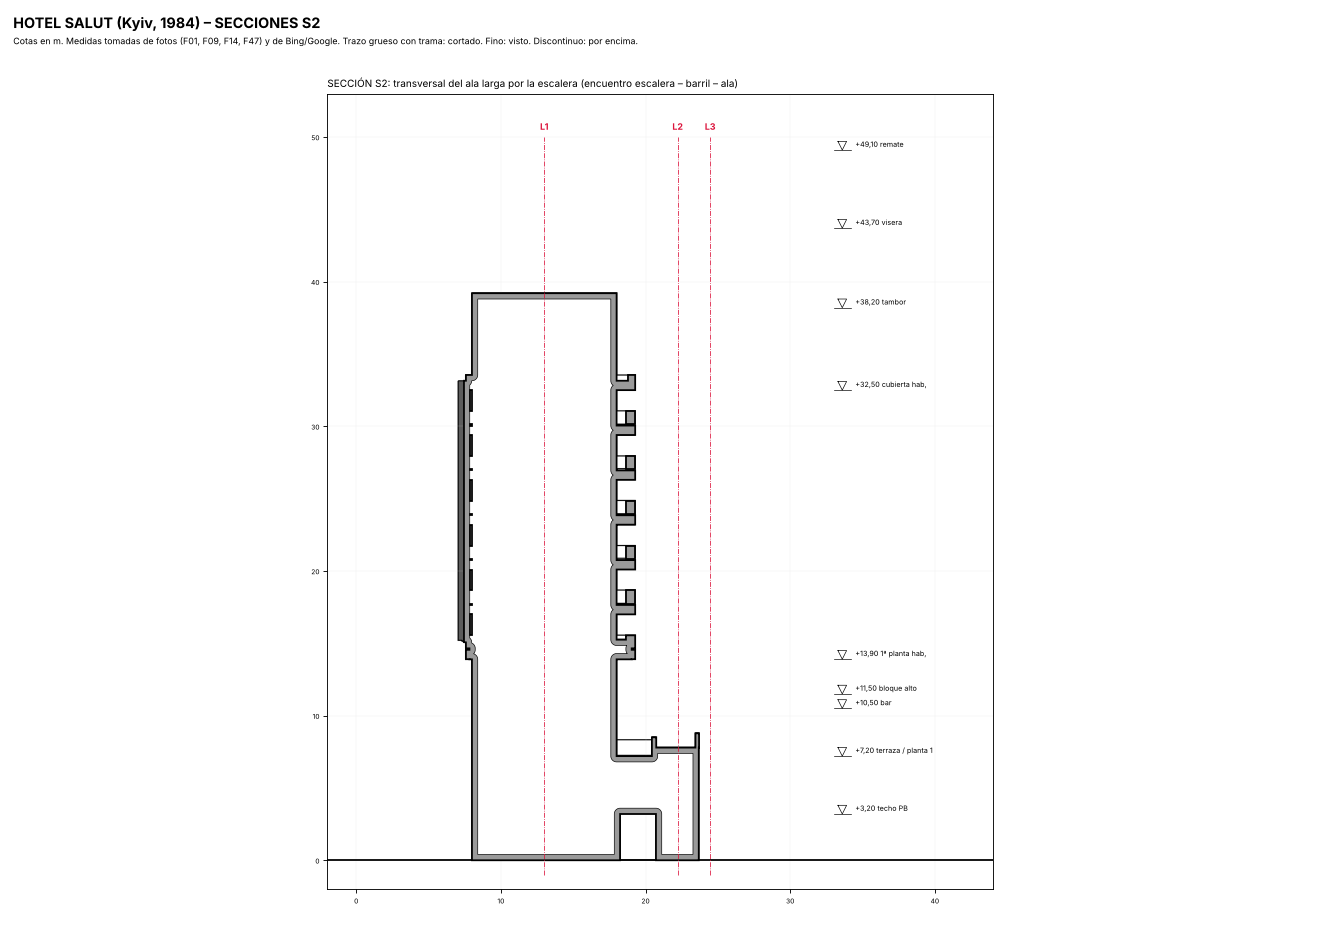 HOTEL SALUT (Kyiv, 1984) – SECCIONES S2
Cotas en m. Medidas tomadas de fotos (F01, F09, F14, F47) y de Bing/Google. Trazo grueso con trama: cortado. Fino: visto. Discontinuo: por encima.
SECCIÓN S2: transversal del ala larga por la escalera (encuentro escalera – barril – ala)
L1 L2 L3
50
+49,10 remate
+43,70 visera
40
+38,20 tambor
+32,50 cubierta hab,
30
20
+13,90 1ª planta hab,
+11,50 bloque alto
+10,50 bar
10
+7,20 terraza / planta 1
+3,20 techo PB
0
0 10 20 30 40